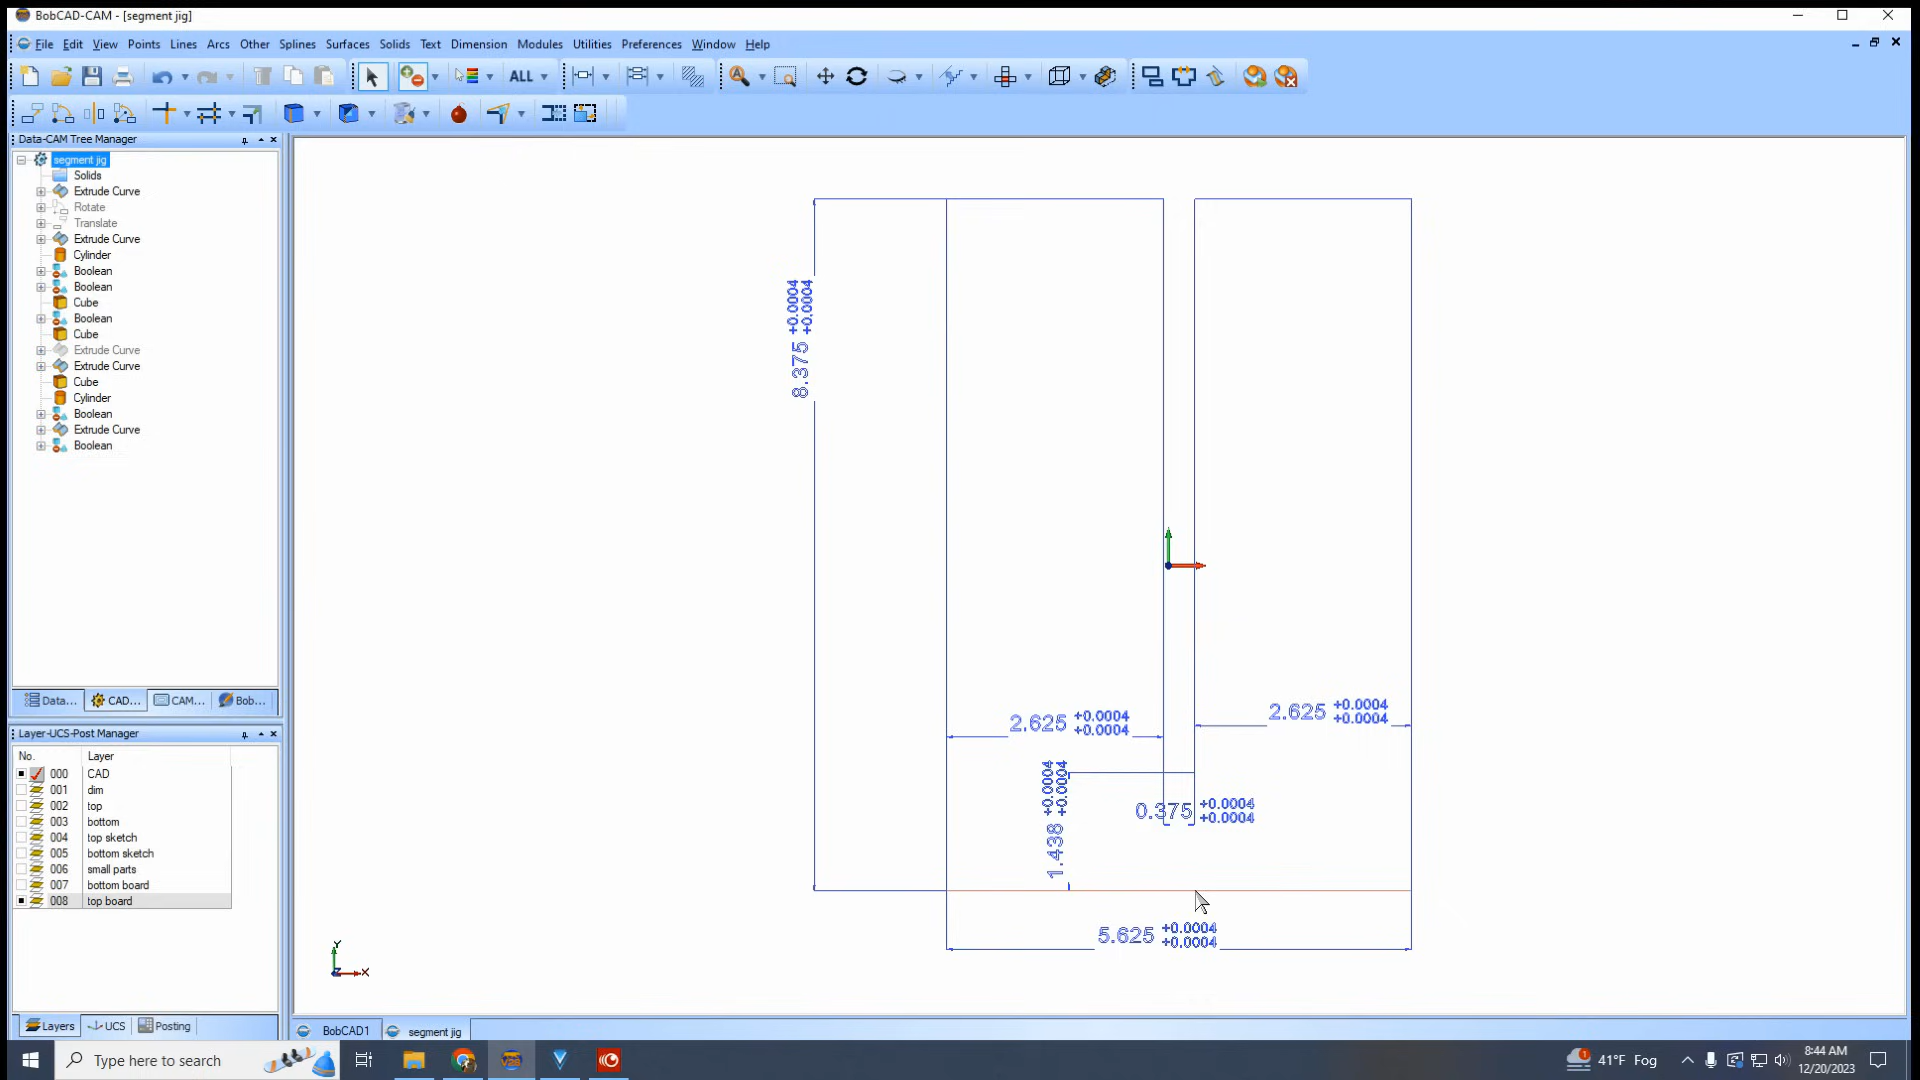 BobCAD-CAM - [segment jig]
File Edit View Points Lines Arcs Other Splines Surfaces Solids Text Dimension Modules Utilities Preferences Window Help
ALL
Data-CAM Tree Manager
segment jig
Solids
Extrude Curve
Rotate
Translate
Extrude Curve
Cylinder
Boolean
Boolean
Cube
Boolean
Cube
Extrude Curve
Extrude Curve
Cube
Cylinder
Boolean
Extrude Curve
Boolean
Data... CAD... CAM... Bob...
Layer-UCS-Post Manager
No. Layer
000 CAD
001 dim
002 top
003 bottom
004 top sketch
005 bottom sketch
006 small parts
007 bottom board
008 top board
Layers UCS Posting
8.375 +0.0004 +0.0004
2.625 +0.0004 +0.0004
2.625 +0.0004 +0.0004
1.438 +0.0004 +0.0004
0.375 +0.0004 +0.0004
5.625 +0.0004 +0.0004
Y
Z X
BobCAD1 segment jig
Type here to search
41°F Fog
8:44 AM
12/20/2023